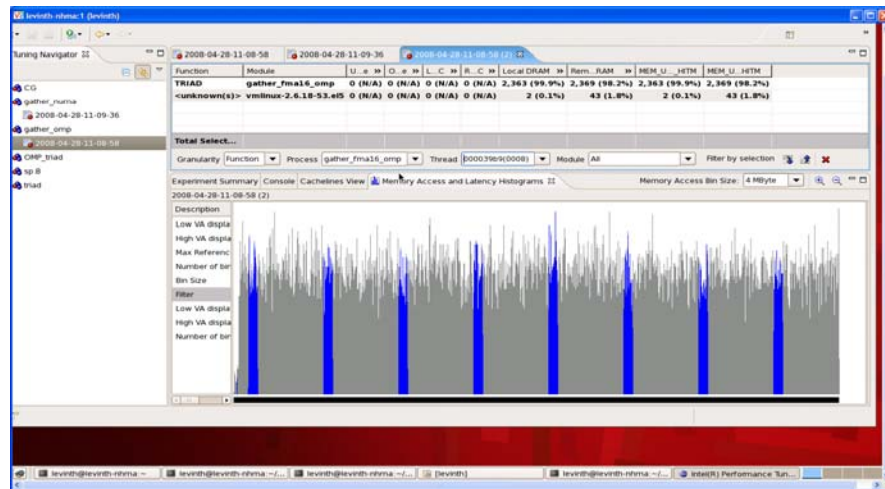 levinth-nhma:1 (levinth)
Tuning Navigator
CG
gather_numa
2008-04-28-11-09-36
gather_omp
2008-04-28-11-08-58
OMP_triad
sp.B
triad
2008-04-28-11-08-58
2008-04-28-11-09-36
2008-04-28-11-08-58 (2)
Function Module U...e O...e L...C R...C Local DRAM Rem...RAM MEM_U...HITM MEM_U...HITM
TRIAD gather_fma16_omp 0 (N/A) 0 (N/A) 0 (N/A) 0 (N/A) 2,363 (99.9%) 2,369 (98.2%) 2,363 (99.9%) 2,369 (98.2%)
<unknown(s)> vmlinux-2.6.18-53.el5 0 (N/A) 0 (N/A) 0 (N/A) 0 (N/A) 2 (0.1%) 43 (1.8%) 2 (0.1%) 43 (1.8%)
Total Select...
Granularity Function Process gather_fma16_omp Thread 000039b9(0008) Module All Filter by selection
Experiment Summary Console Cachelines View Memory Access and Latency Histograms Memory Access Bin Size: 4 MByte
2008-04-28-11-08-58 (2)
Description
Low VA displa
High VA displa
Max Referenc
Number of bin
Bin Size
Filter
Low VA displa
High VA displa
Number of bin
levinth@levinth-nhma:~
levinth@levinth-nhma:~/...
levinth@levinth-nhma:~/...
[levinth]
levinth@levinth-nhma:~/...
Intel(R) Performance Tun...